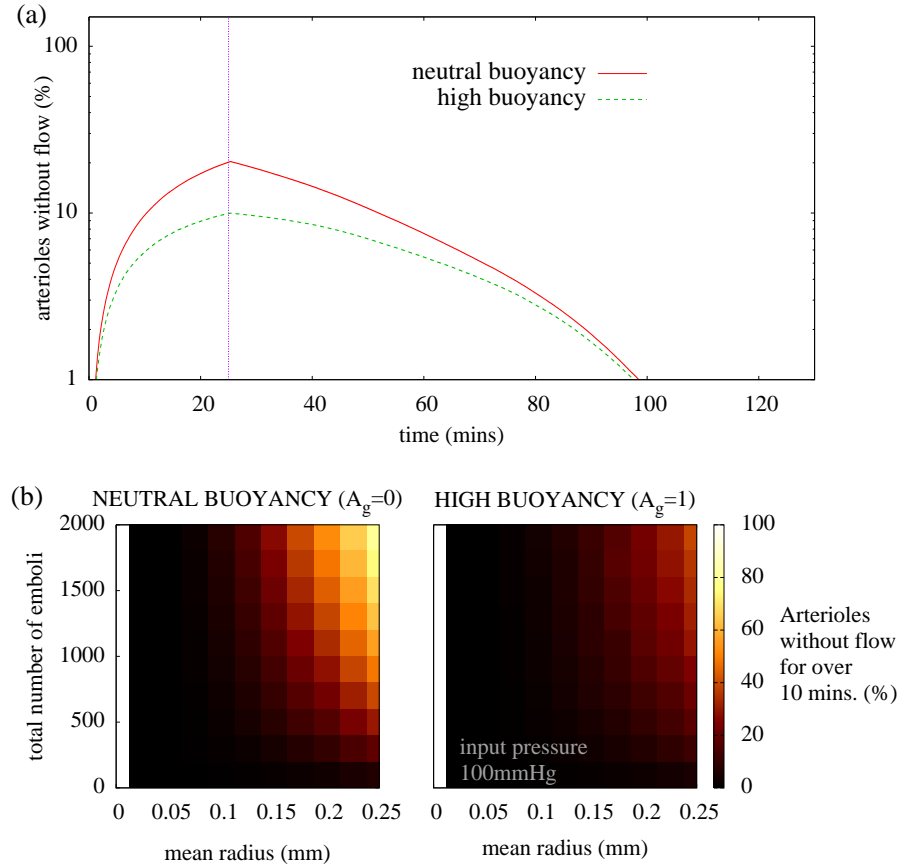 (a)
100
10
1
arterioles without flow (%)
neutral buoyancy
high buoyancy
0 20 40 60 80 100 120
time (mins)
(b)
NEUTRAL BUOYANCY (A_g=0)
HIGH BUOYANCY (A_g=1)
total number of emboli
2000
1500
1000
500
0
0 0.05 0.1 0.15 0.2 0.25
mean radius (mm)
input pressure
100mmHg
0 0.05 0.1 0.15 0.2 0.25
mean radius (mm)
100
80
60
40
20
0
Arterioles
without flow
for over
10 mins. (%)